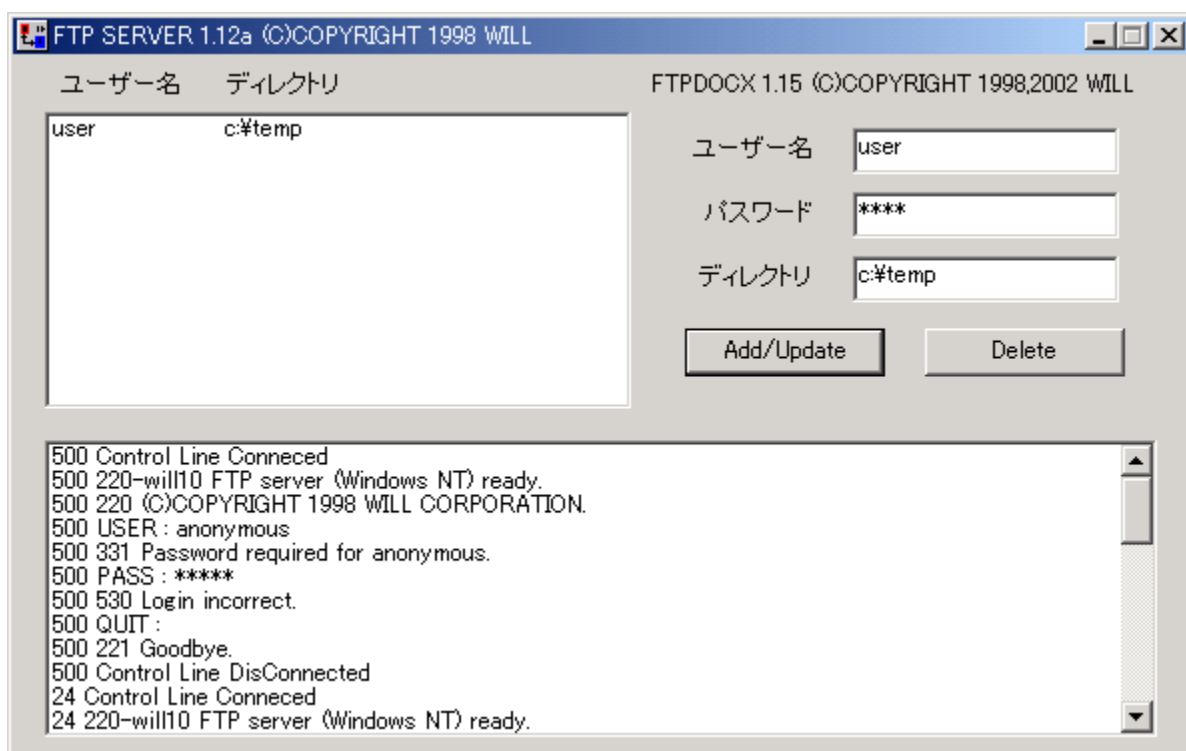 FTP SERVER 1.12a (C)COPYRIGHT 1998 WILL
ユーザー名 ディレクトリ
FTPDOCX 1.15 (C)COPYRIGHT 1998,2002 WILL
user c:¥temp
ユーザー名 user
パスワード ****
ディレクトリ c:¥temp
Add/Update Delete
500 Control Line Conneced
500 220-will10 FTP server (Windows NT) ready.
500 220 (C)COPYRIGHT 1998 WILL CORPORATION.
500 USER : anonymous
500 331 Password required for anonymous.
500 PASS : *****
500 530 Login incorrect.
500 QUIT :
500 221 Goodbye.
500 Control Line DisConnected
24 Control Line Conneced
24 220-will10 FTP server (Windows NT) ready.